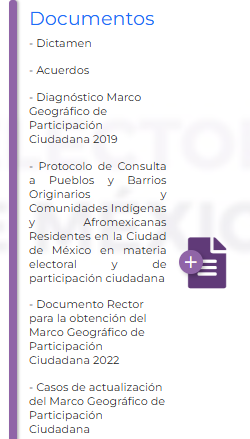 Documentos
- Dictamen
- Acuerdos
- Diagnóstico Marco
Geográfico de
Participación
Ciudadana 2019
- Protocolo de Consulta
a Pueblos y Barrios
Originarios y
Comunidades Indígenas
y Afromexicanas
Residentes en la Ciudad
de México en materia
electoral y de
participación ciudadana
- Documento Rector
para la obtención del
Marco Geográfico de
Participación
Ciudadana 2022
- Casos de actualización
del Marco Geográfico de
Participación
Ciudadana